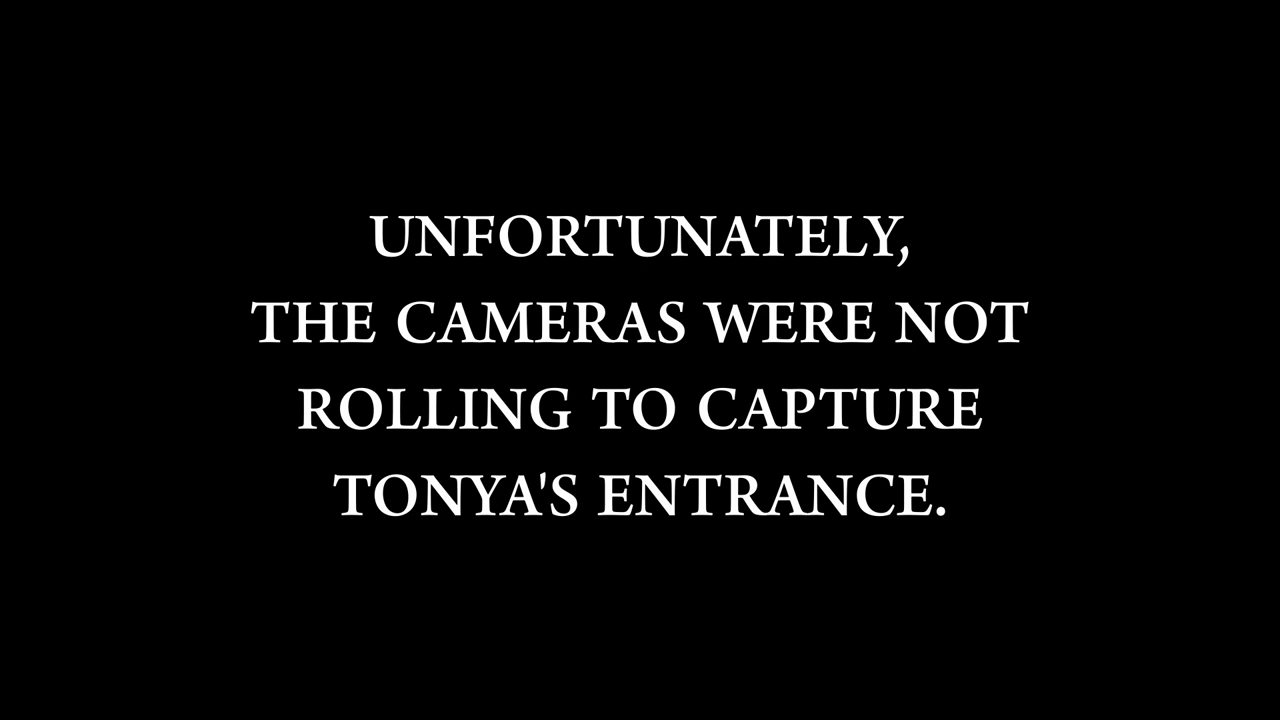 UNFORTUNATELY,
THE CAMERAS WERE NOT
ROLLING TO CAPTURE
TONYA'S ENTRANCE.